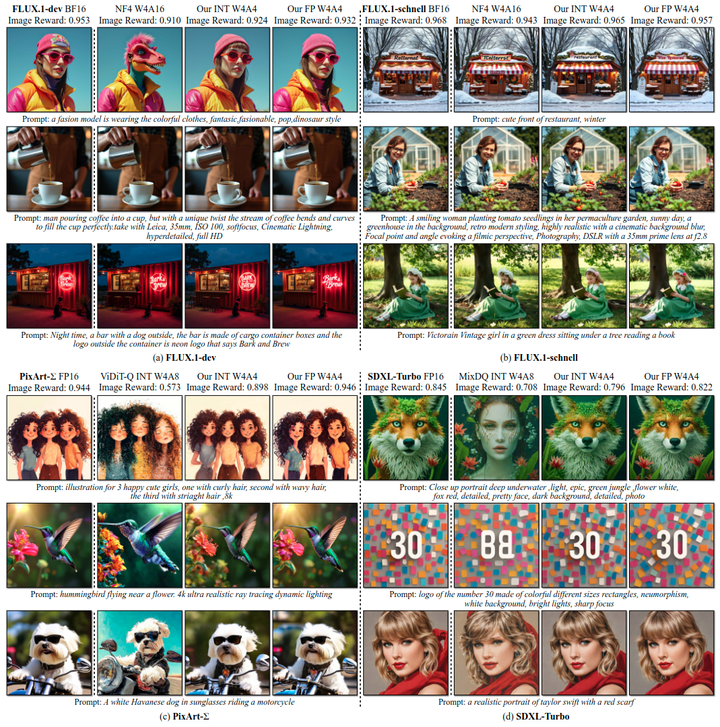 FLUX.1-dev BF16 NF4 W4A16 Our INT W4A4 Our FP W4A4
Image Reward: 0.953 Image Reward: 0.910 Image Reward: 0.924 Image Reward: 0.932
Prompt: a fasion model is wearing the colorful clothes, fantasic,fasionable, pop,dinosaur style
Prompt: man pouring coffee into a cup, but with a unique twist the stream of coffee bends and curves
to fill the cup perfectly.take with Leica, 35mm, ISO 100, softfocus, Cinematic Lightning,
hyperdetailed, full HD
Bark & Brew
Prompt: Night time, a bar with a dog outside, the bar is made of cargo container boxes and the
logo outside the container is neon logo that says Bark and Brew
(a) FLUX.1-dev
FLUX.1-schnell BF16 NF4 W4A16 Our INT W4A4 Our FP W4A4
Image Reward: 0.968 Image Reward: 0.943 Image Reward: 0.965 Image Reward: 0.957
Prompt: cute front of restaurant, winter
Prompt: A smiling woman planting tomato seedlings in her permaculture garden, sunny day, a
greenhouse in the background, retro modern styling, highly realistic with a cinematic background blur,
Focal point and angle evoking a filmic perspective, Photography, DSLR with a 35mm prime lens at f2.8
Prompt: Victorain Vintage girl in a green dress sitting under a tree reading a book
(b) FLUX.1-schnell
PixArt-Σ FP16 ViDiT-Q INT W4A8 Our INT W4A4 Our FP W4A4
Image Reward: 0.944 Image Reward: 0.573 Image Reward: 0.898 Image Reward: 0.946
Prompt: illustration for 3 happy cute girls, one with curly hair, second with wavy hair,
the third with striaght hair ,8k
Prompt: hummingbird flying near a flower. 4k ultra realistic ray tracing dynamic lighting
Prompt: A white Havanese dog in sunglasses riding a motorcycle
(c) PixArt-Σ
SDXL-Turbo FP16 MixDQ INT W4A8 Our INT W4A4 Our FP W4A4
Image Reward: 0.845 Image Reward: 0.708 Image Reward: 0.796 Image Reward: 0.822
Prompt: Close up portrait deep underwater ,light, epic, green jungle ,flower white,
fox red, detailed, pretty face, dark background, detailed, photo
30 30 30
Prompt: logo of the number 30 made of colorful different sizes rectangles, neumorphism,
white background, bright lights, sharp focus
Prompt: a realistic portrait of taylor swift with a red scarf
(d) SDXL-Turbo